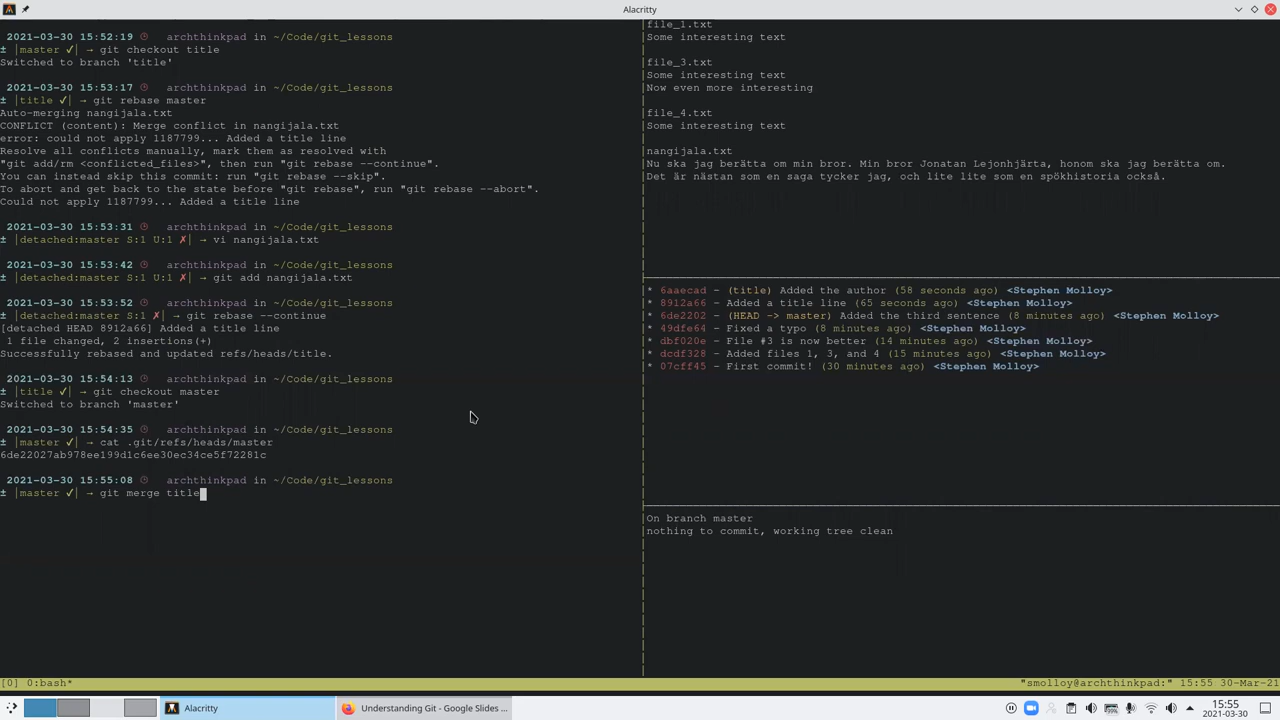 Alacritty
2021-03-30 15:52:19 archthinkpad in ~/Code/git_lessons
± |master ✓| → git checkout title
Switched to branch 'title'
2021-03-30 15:53:17 archthinkpad in ~/Code/git_lessons
± |title ✓| → git rebase master
Auto-merging nangijala.txt
CONFLICT (content): Merge conflict in nangijala.txt
error: could not apply 1187799... Added a title line
Resolve all conflicts manually, mark them as resolved with
"git add/rm <conflicted_files>", then run "git rebase --continue".
You can instead skip this commit: run "git rebase --skip".
To abort and get back to the state before "git rebase", run "git rebase --abort".
Could not apply 1187799... Added a title line
2021-03-30 15:53:31 archthinkpad in ~/Code/git_lessons
± |detached:master S:1 U:1 ✗| → vi nangijala.txt
2021-03-30 15:53:42 archthinkpad in ~/Code/git_lessons
± |detached:master S:1 U:1 ✗| → git add nangijala.txt
2021-03-30 15:53:52 archthinkpad in ~/Code/git_lessons
± |detached:master S:1 ✗| → git rebase --continue
[detached HEAD 8912a66] Added a title line
1 file changed, 2 insertions(+)
Successfully rebased and updated refs/heads/title.
2021-03-30 15:54:13 archthinkpad in ~/Code/git_lessons
± |title ✓| → git checkout master
Switched to branch 'master'
2021-03-30 15:54:35 archthinkpad in ~/Code/git_lessons
± |master ✓| → cat .git/refs/heads/master
6de22027ab978ee199d1c6ee30ec34ce5f72281c
2021-03-30 15:55:08 archthinkpad in ~/Code/git_lessons
± |master ✓| → git merge title
file_1.txt
Some interesting text
file_3.txt
Some interesting text
Now even more interesting
file_4.txt
Some interesting text
nangijala.txt
Nu ska jag berätta om min bror. Min bror Jonatan Lejonhjärta, honom ska jag berätta om.
Det är nästan som en saga tycker jag, och lite lite som en spökhistoria också.
* 6aaecad - (title) Added the author (58 seconds ago) <Stephen Molloy>
* 8912a66 - Added a title line (65 seconds ago) <Stephen Molloy>
* 6de2202 - (HEAD -> master) Added the third sentence (8 minutes ago) <Stephen Molloy>
* 49dfe64 - Fixed a typo (8 minutes ago) <Stephen Molloy>
* dbf020e - File #3 is now better (14 minutes ago) <Stephen Molloy>
* dcdf328 - Added files 1, 3, and 4 (15 minutes ago) <Stephen Molloy>
* 07cff45 - First commit! (30 minutes ago) <Stephen Molloy>
On branch master
nothing to commit, working tree clean
[0] 0:bash*
"smolloy@archthinkpad:" 15:55 30-Mar-21
Alacritty
Understanding Git - Google Slides ...
15:55
2021-03-30